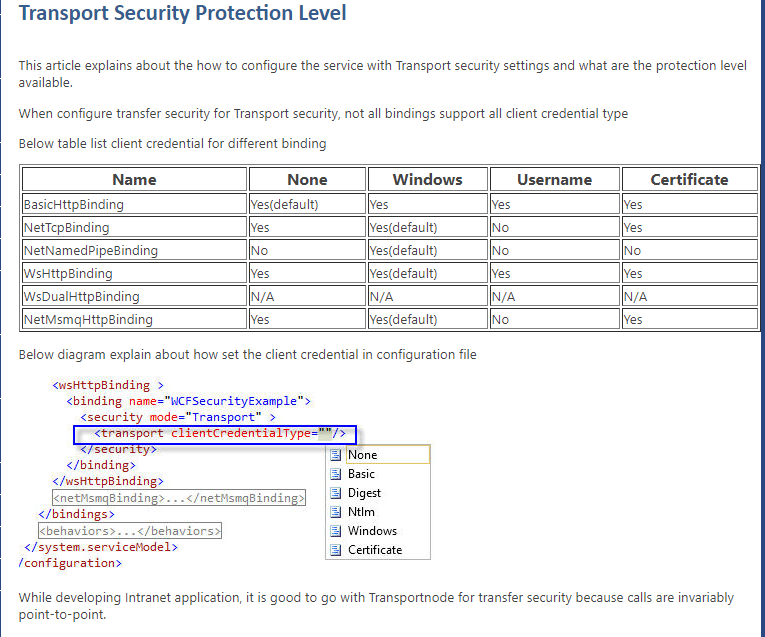 Transport Security Protection Level
This article explains about the how to configure the service with Transport security settings and what are the protection level
available.
When configure transfer security for Transport security, not all bindings support all client credential type
Below table list client credential for different binding
Name None Windows Username Certificate
BasicHttpBinding Yes(default) Yes Yes Yes
NetTcpBinding Yes Yes(default) No Yes
NetNamedPipeBinding No Yes(default) No No
WsHttpBinding Yes Yes(default) Yes Yes
WsDualHttpBinding N/A N/A N/A N/A
NetMsmqHttpBinding Yes Yes(default) No Yes
Below diagram explain about how set the client credential in configuration file
<wsHttpBinding >
<binding name="WCFSecurityExample">
<security mode="Transport" >
<transport clientCredentialType=""/>
</security>
</binding>
</wsHttpBinding>
<netMsmqBinding>...</netMsmqBinding>
</bindings>
<behaviors>...</behaviors>
</system.serviceModel>
/configuration>
None
Basic
Digest
Ntlm
Windows
Certificate
While developing Intranet application, it is good to go with Transportnode for transfer security because calls are invariably
point-to-point.